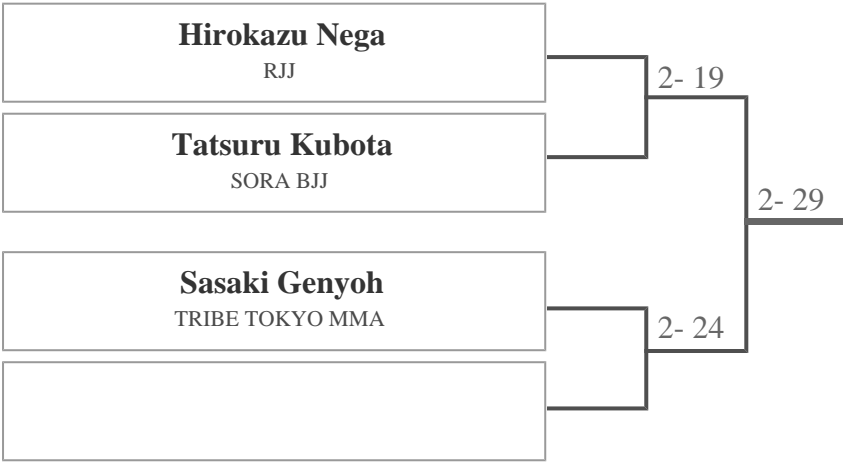 Hirokazu Nega
RJJ
2- 19
Tatsuru Kubota
SORA BJJ
2- 29
Sasaki Genyoh
TRIBE TOKYO MMA
2- 24